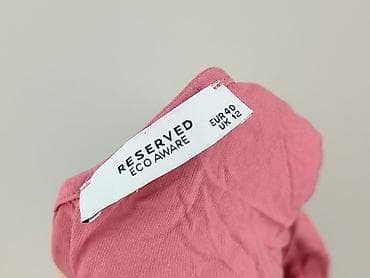 RESERVED
ECO AWARE
EUR 40
UK 12